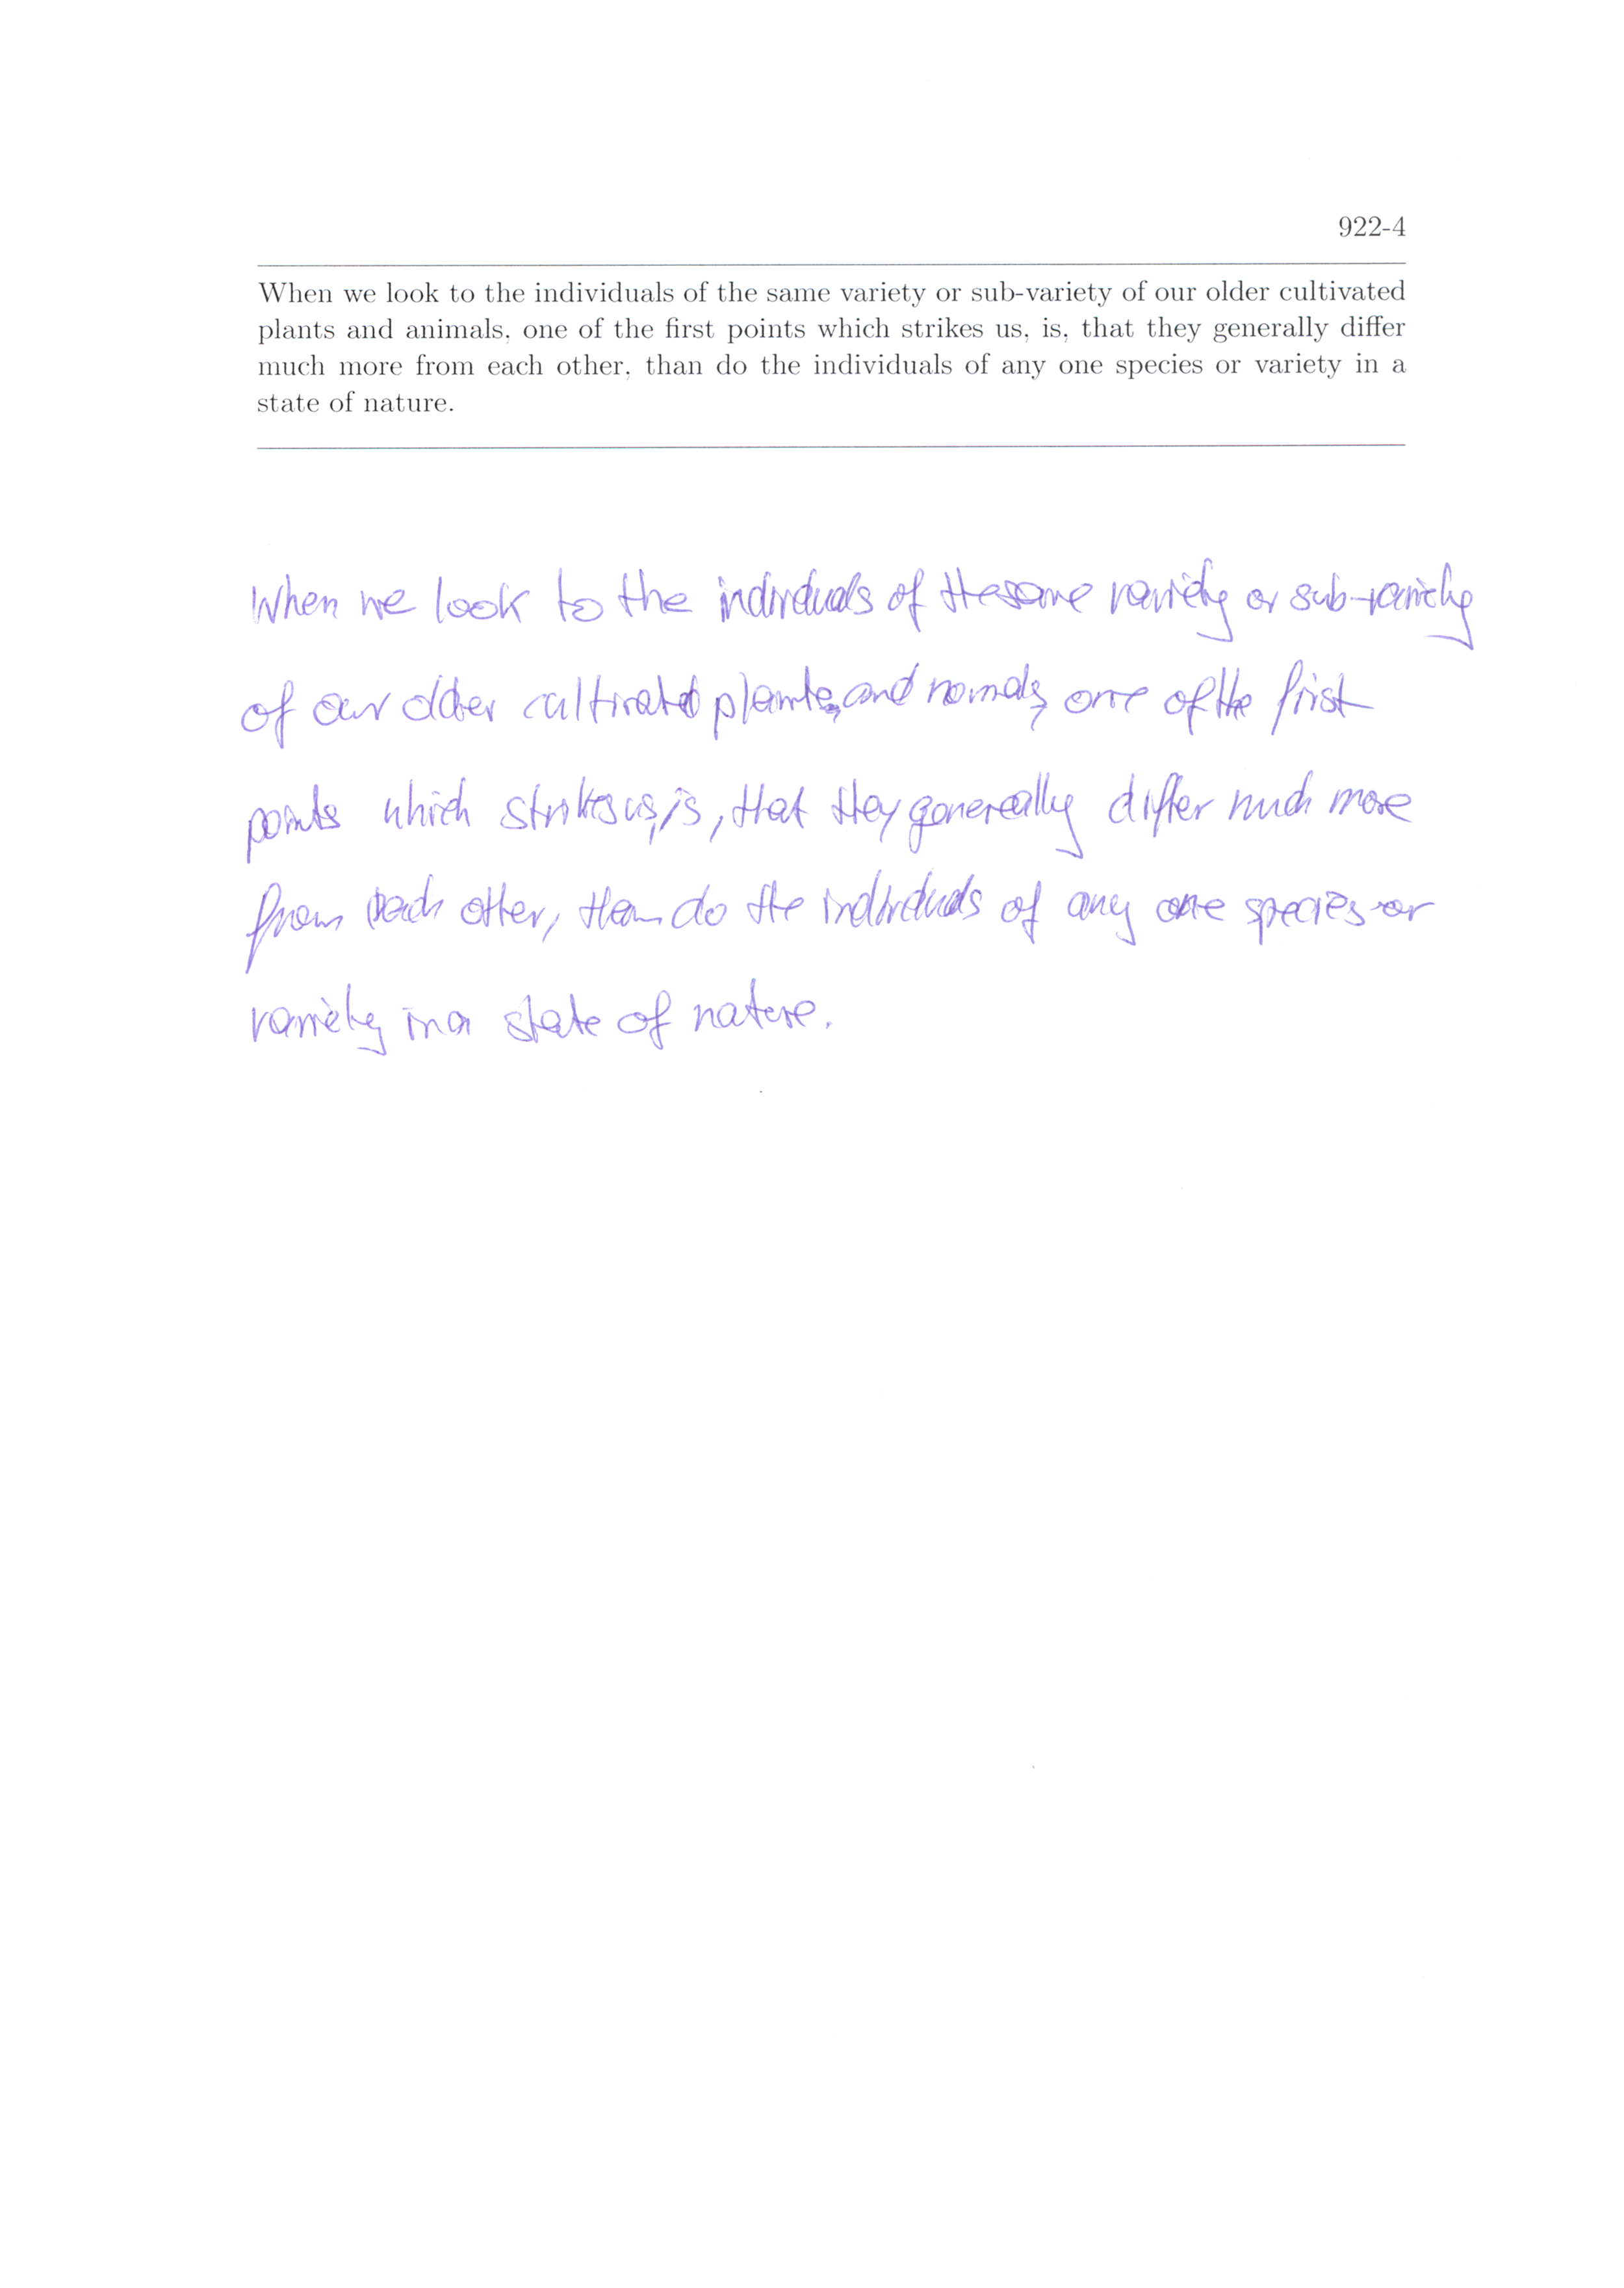 922-4
When we look to the individuals of the same variety or sub-variety of our older cultivated
plants and animals, one of the first points which strikes us, is, that they generally differ
much more from each other, than do the individuals of any one species or variety in a
state of nature.
When we look to the individuals of the same variety or sub-variety
of our older cultivated plants, and nomals, one of the first
points which strikes us, is, that they genereally differ much more
from each other, than do the individuals of any one species or
variety in a state of nature.